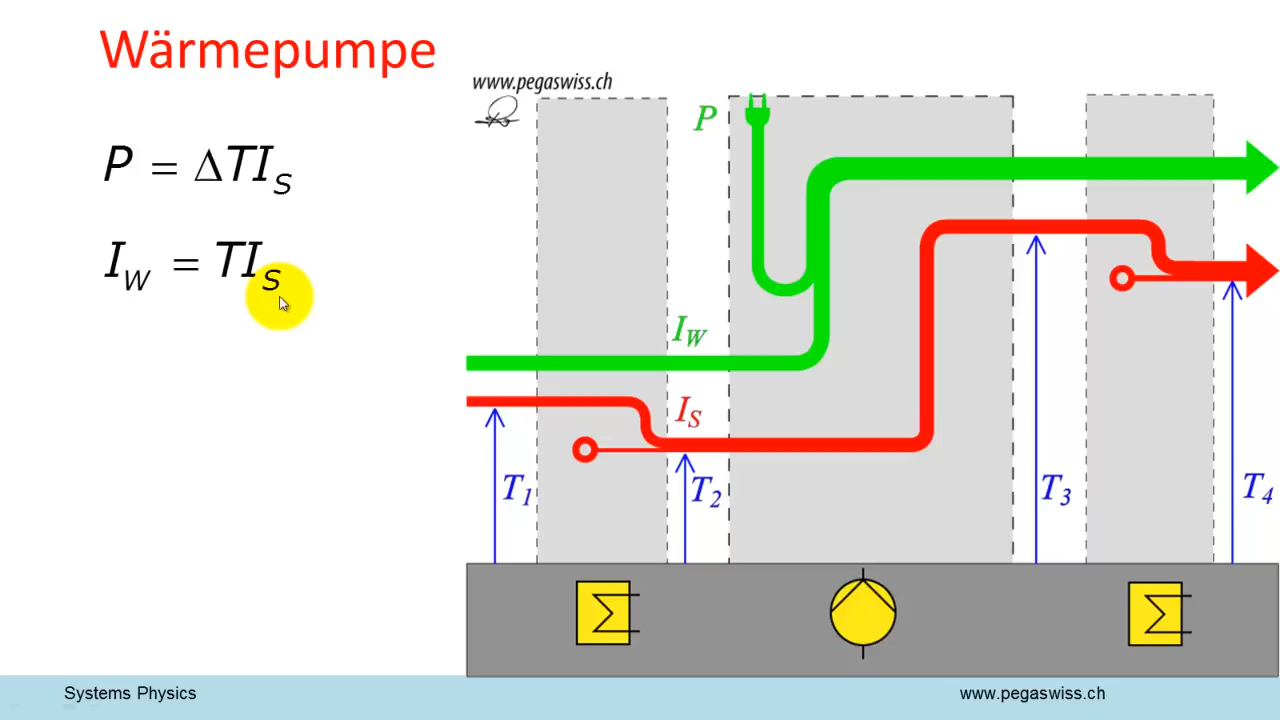 Wärmepumpe
www.pegaswiss.ch
P = ΔTI_S
I_W = TI_S
P
I_W
I_S
T_1
T_2
T_3
T_4
Systems Physics
www.pegaswiss.ch